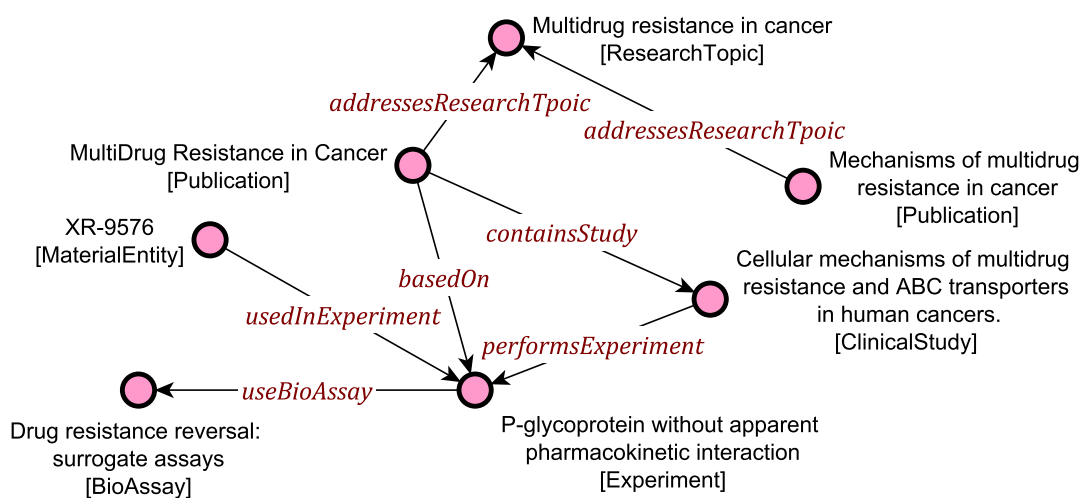 Multidrug resistance in cancer
[ResearchTopic]
addressesResearchTpoic
addressesResearchTpoic
MultiDrug Resistance in Cancer
[Publication]
Mechanisms of multidrug
resistance in cancer
[Publication]
XR-9576
[MaterialEntity]
containsStudy
basedOn
Cellular mechanisms of multidrug
resistance and ABC transporters
in human cancers.
[ClinicalStudy]
usedInExperiment
performsExperiment
useBioAssay
Drug resistance reversal:
surrogate assays
[BioAssay]
P-glycoprotein without apparent
pharmacokinetic interaction
[Experiment]